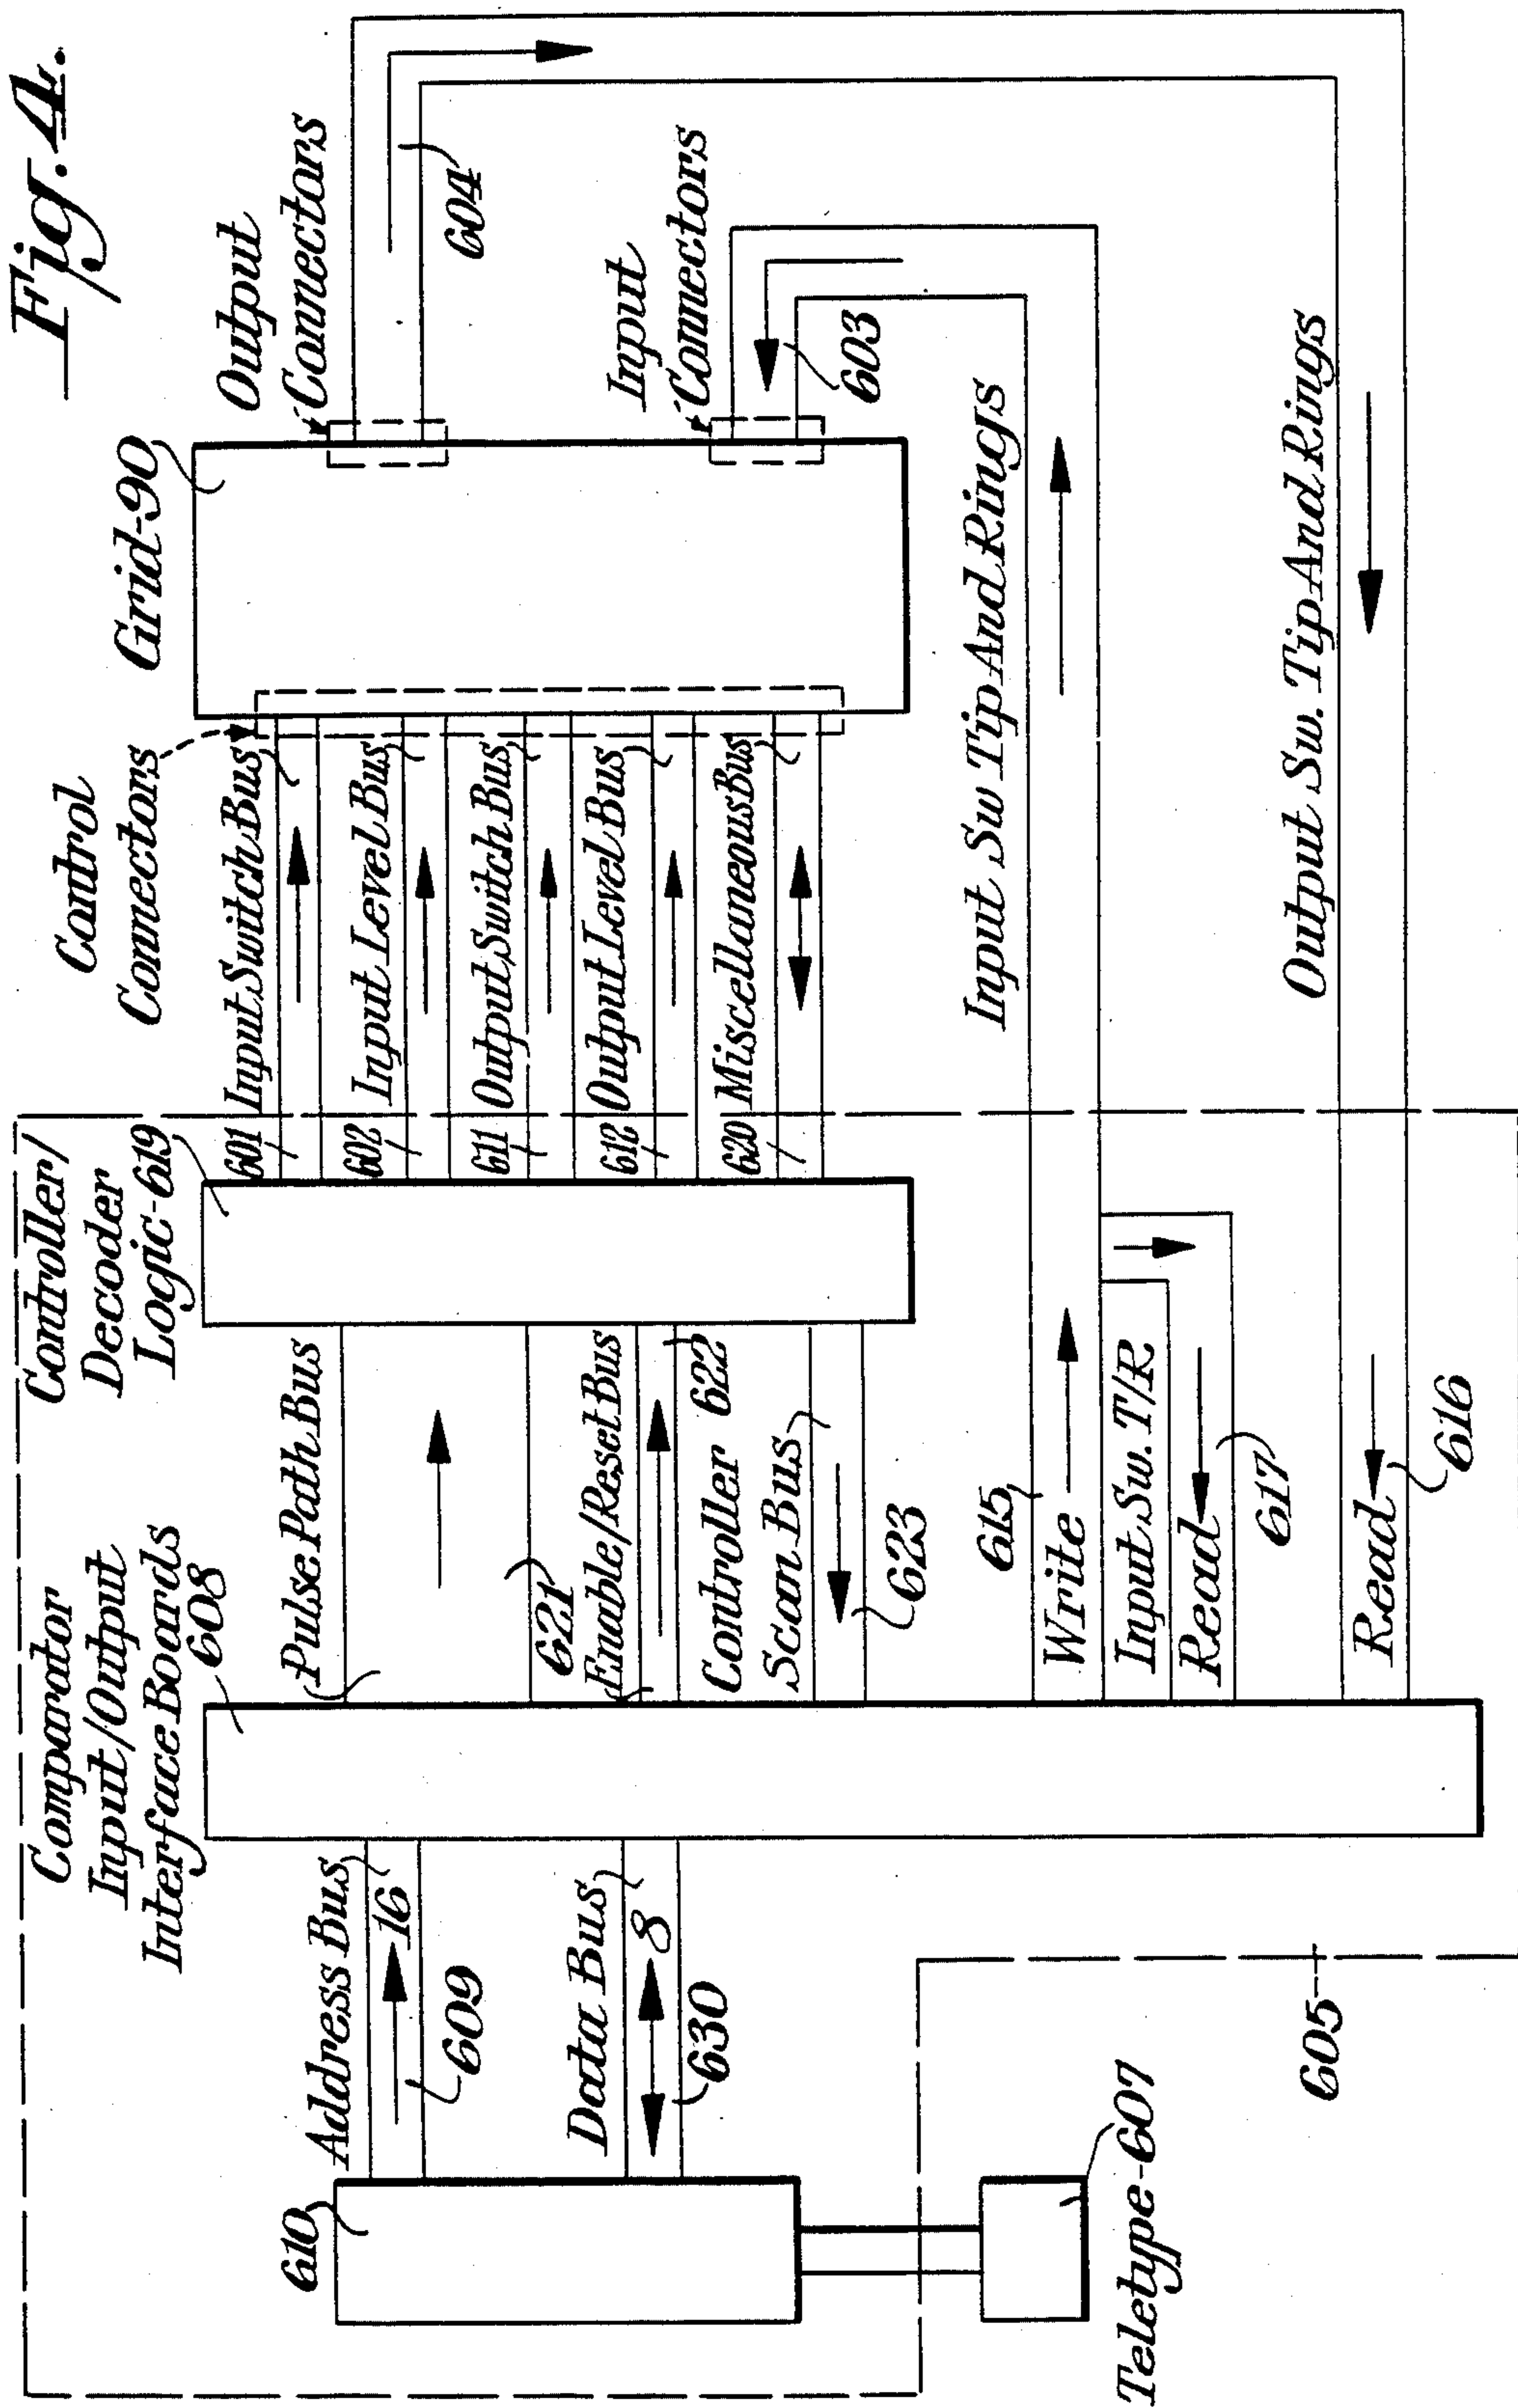 Fig. 4.
Control
Connectors
Grid-90
Output
Connectors
604
Input
Connectors
603
Controller/
Decoder
Logic-619
601 Input Switch Bus
602 Input Level Bus
611 Output Switch Bus
612 Output Level Bus
620 Miscellaneous Bus
Comparator
Input/Output
Interface Boards
608
Pulse Path Bus
621
Enable/Reset Bus
622
Controller
Scan Bus
623
610
Address Bus
16
609
Data Bus
8
630
615
Write
Input Sw Tip And Rings
Input Sw. T/R
Read
617
Output Sw. Tip And Rings
Read
616
605
Teletype-607